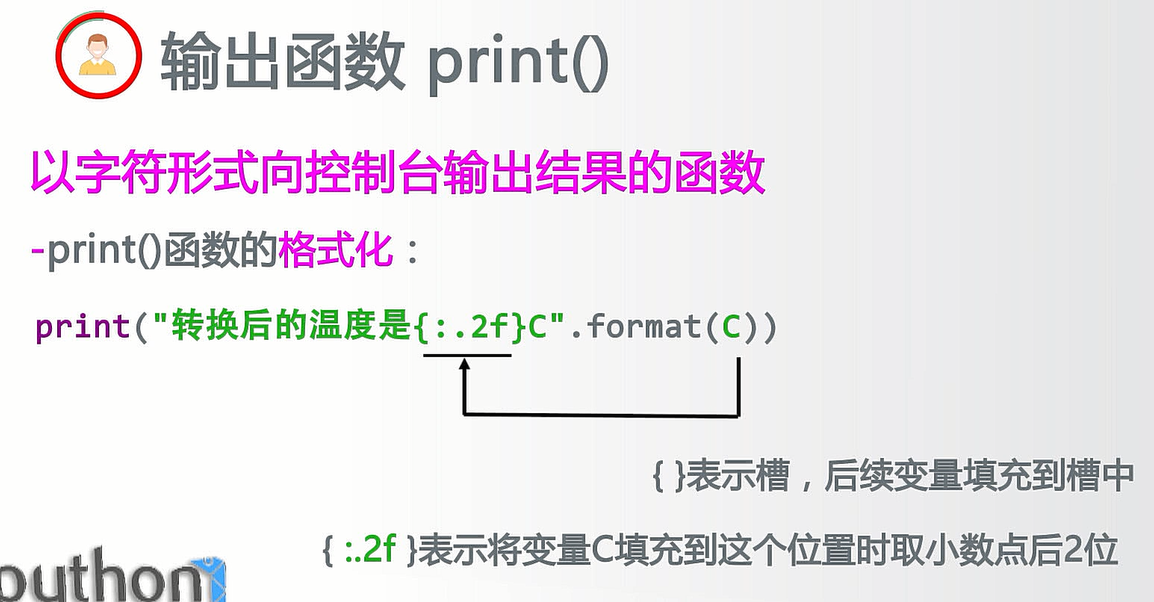 输出函数 print()
以字符形式向控制台输出结果的函数
-print()函数的格式化：
print("转换后的温度是{:.2f}C".format(C))
{ }表示槽，后续变量填充到槽中
{ :.2f }表示将变量C填充到这个位置时取小数点后2位
python